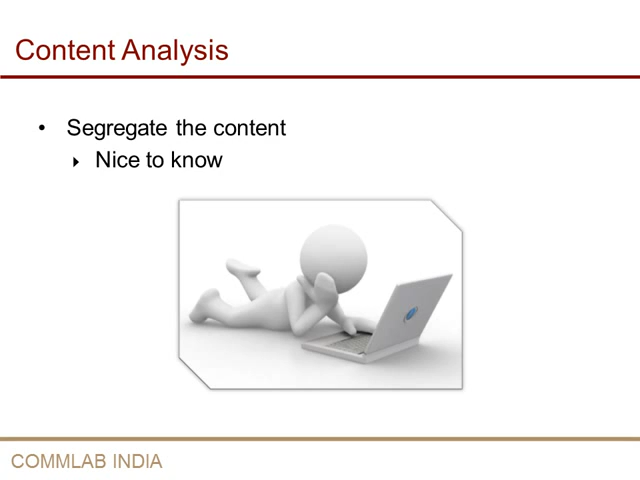 Content Analysis
• Segregate the content
Nice to know
COMMLAB INDIA